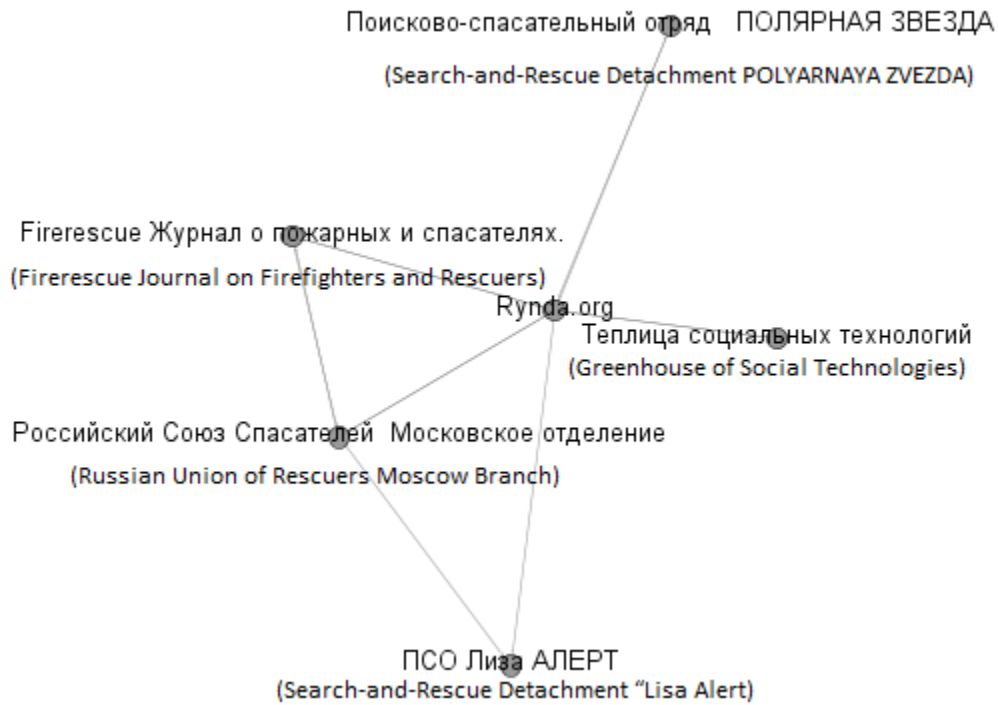 Поисково-спасательный отряд ПОЛЯРНАЯ ЗВЕЗДА
(Search-and-Rescue Detachment POLYARNAYA ZVEZDA)
Firerescue Журнал о пожарных и спасателях.
(Firerescue Journal on Firefighters and Rescuers)
Rynda.org
Теплица социальных технологий
(Greenhouse of Social Technologies)
Российский Союз Спасателей Московское отделение
(Russian Union of Rescuers Moscow Branch)
ПСО Лиза АЛЕРТ
(Search-and-Rescue Detachment “Lisa Alert)